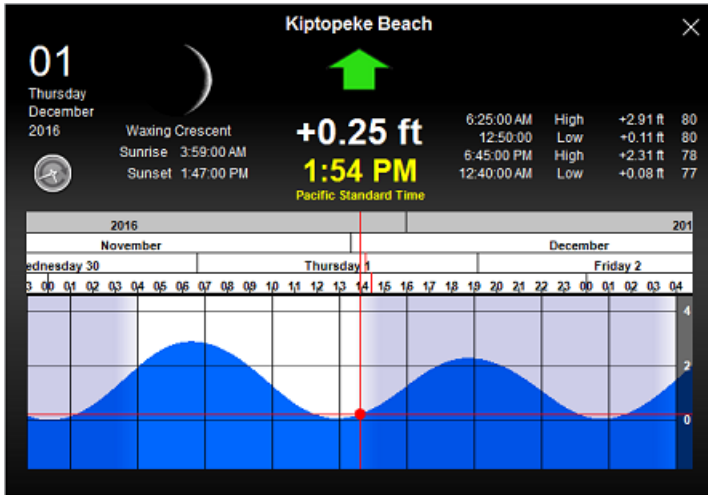 Kiptopeke Beach
01
Thursday
December
2016
Waxing Crescent
Sunrise 3:59:00 AM
Sunset 1:47:00 PM
+0.25 ft
1:54 PM
Pacific Standard Time
6:25:00 AM High +2.91 ft 80
12:50:00 Low +0.11 ft 80
6:45:00 PM High +2.31 ft 78
12:40:00 AM Low +0.08 ft 77
2016 201
November December
ednesday 30 Thursday 1 Friday 2
3 00 01 02 03 04 05 06 07 08 09 10 11 12 13 14 15 16 17 18 19 20 21 22 23 00 01 02 03 04
4
2
0